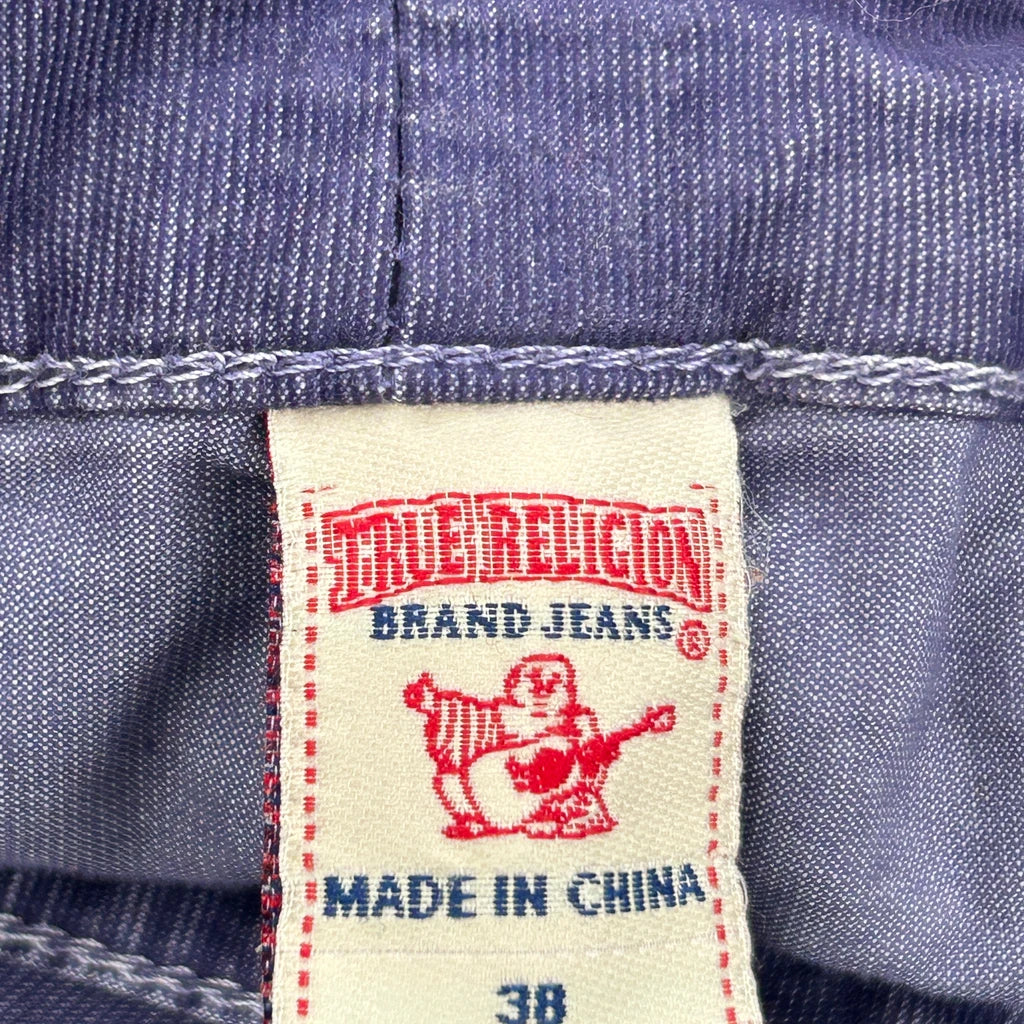 TRUE RELIGION
BRAND JEANS®
MADE IN CHINA
38